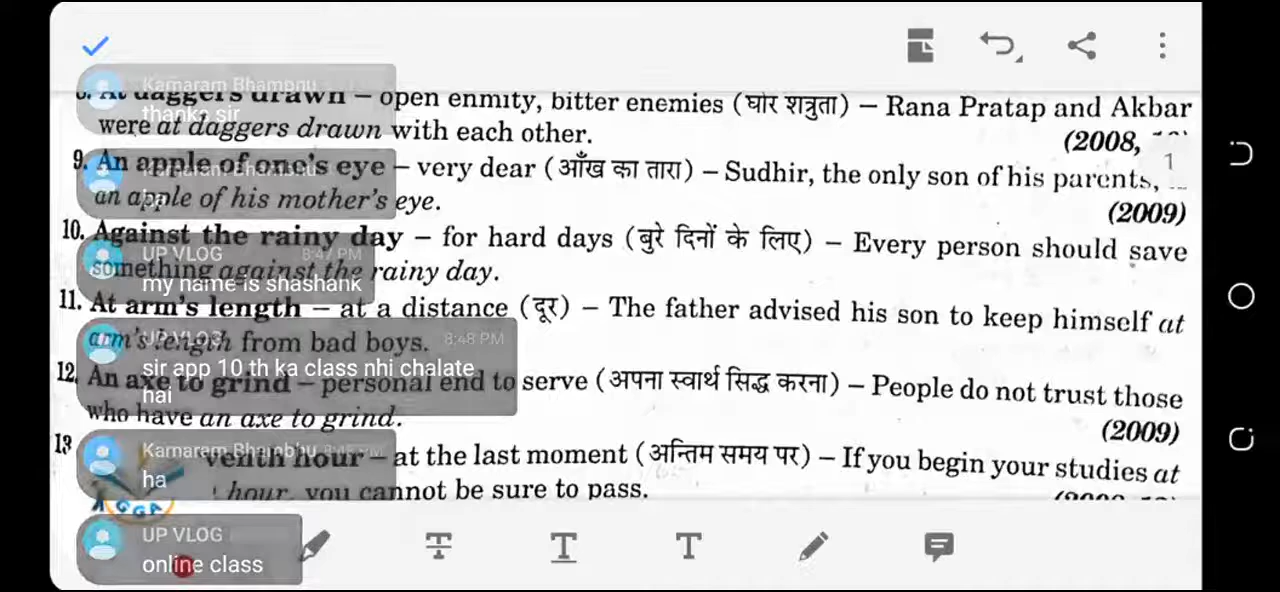 Kamaram Bhambhu
thanks sir
8. At daggers drawn – open enmity, bitter enemies (घोर शत्रुता) – Rana Pratap and Akbar
were at daggers drawn with each other.
(2008,
1
9. An apple of one's eye – very dear (आँख का तारा) – Sudhir, the only son of his parents,
an apple of his mother's eye.
(2009)
10. Against the rainy day – for hard days (बुरे दिनों के लिए) – Every person should save
UP VLOG 8:47 PM
something against the rainy day.
my name is shashank
11. At arm's length – at a distance (दूर) – The father advised his son to keep himself at
UP VLOG 8:48 PM
arm's length from bad boys.
sir app 10 th ka class nhi chalate
hai
12. An axe to grind – personal end to serve (अपना स्वार्थ सिद्ध करना) – People do not trust those
who have an axe to grind.
(2009)
13
Kamaram Bhambhu
venth hour – at the last moment (अन्तिम समय पर) – If you begin your studies at
ha
hour, you cannot be sure to pass.
GGA
UP VLOG
online class
T T T